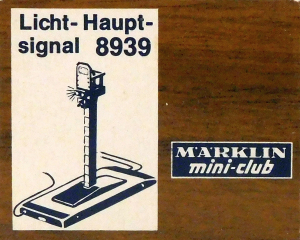 Licht-Haupt-
signal 8939
MÄRKLIN
mini-club